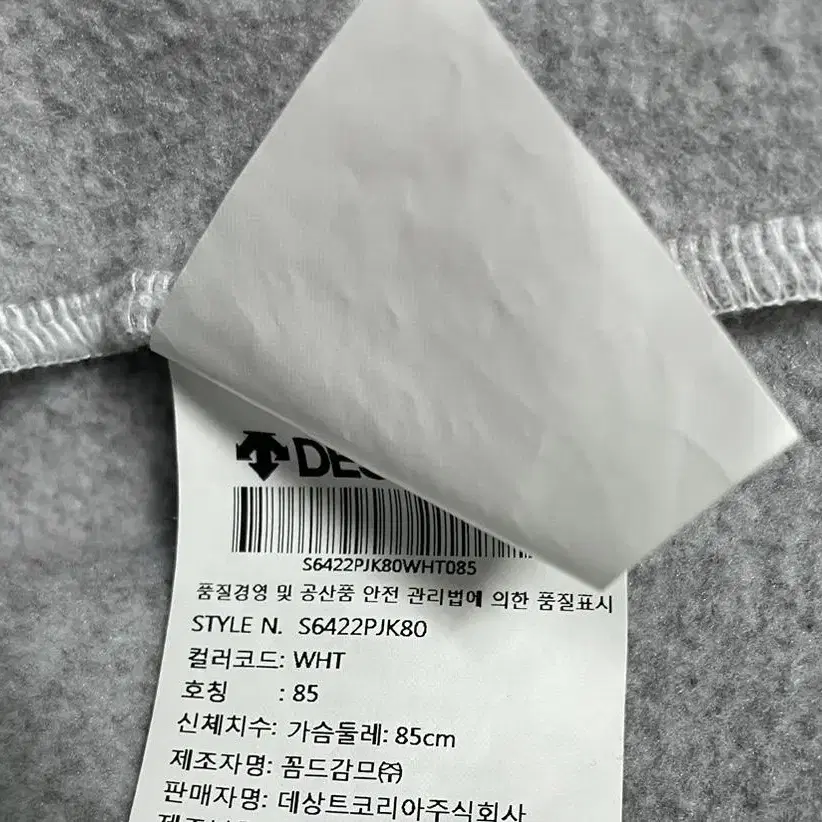 DES
S6422PJK80WHT085
품질경영 및 공산품 안전 관리법에 의한 품질표시
STYLE N. S6422PJK80
컬러코드: WHT
호칭 : 85
신체치수: 가슴둘레: 85cm
제조자명: 꼼드감므㈜
판매자명: 데상트코리아주식회사